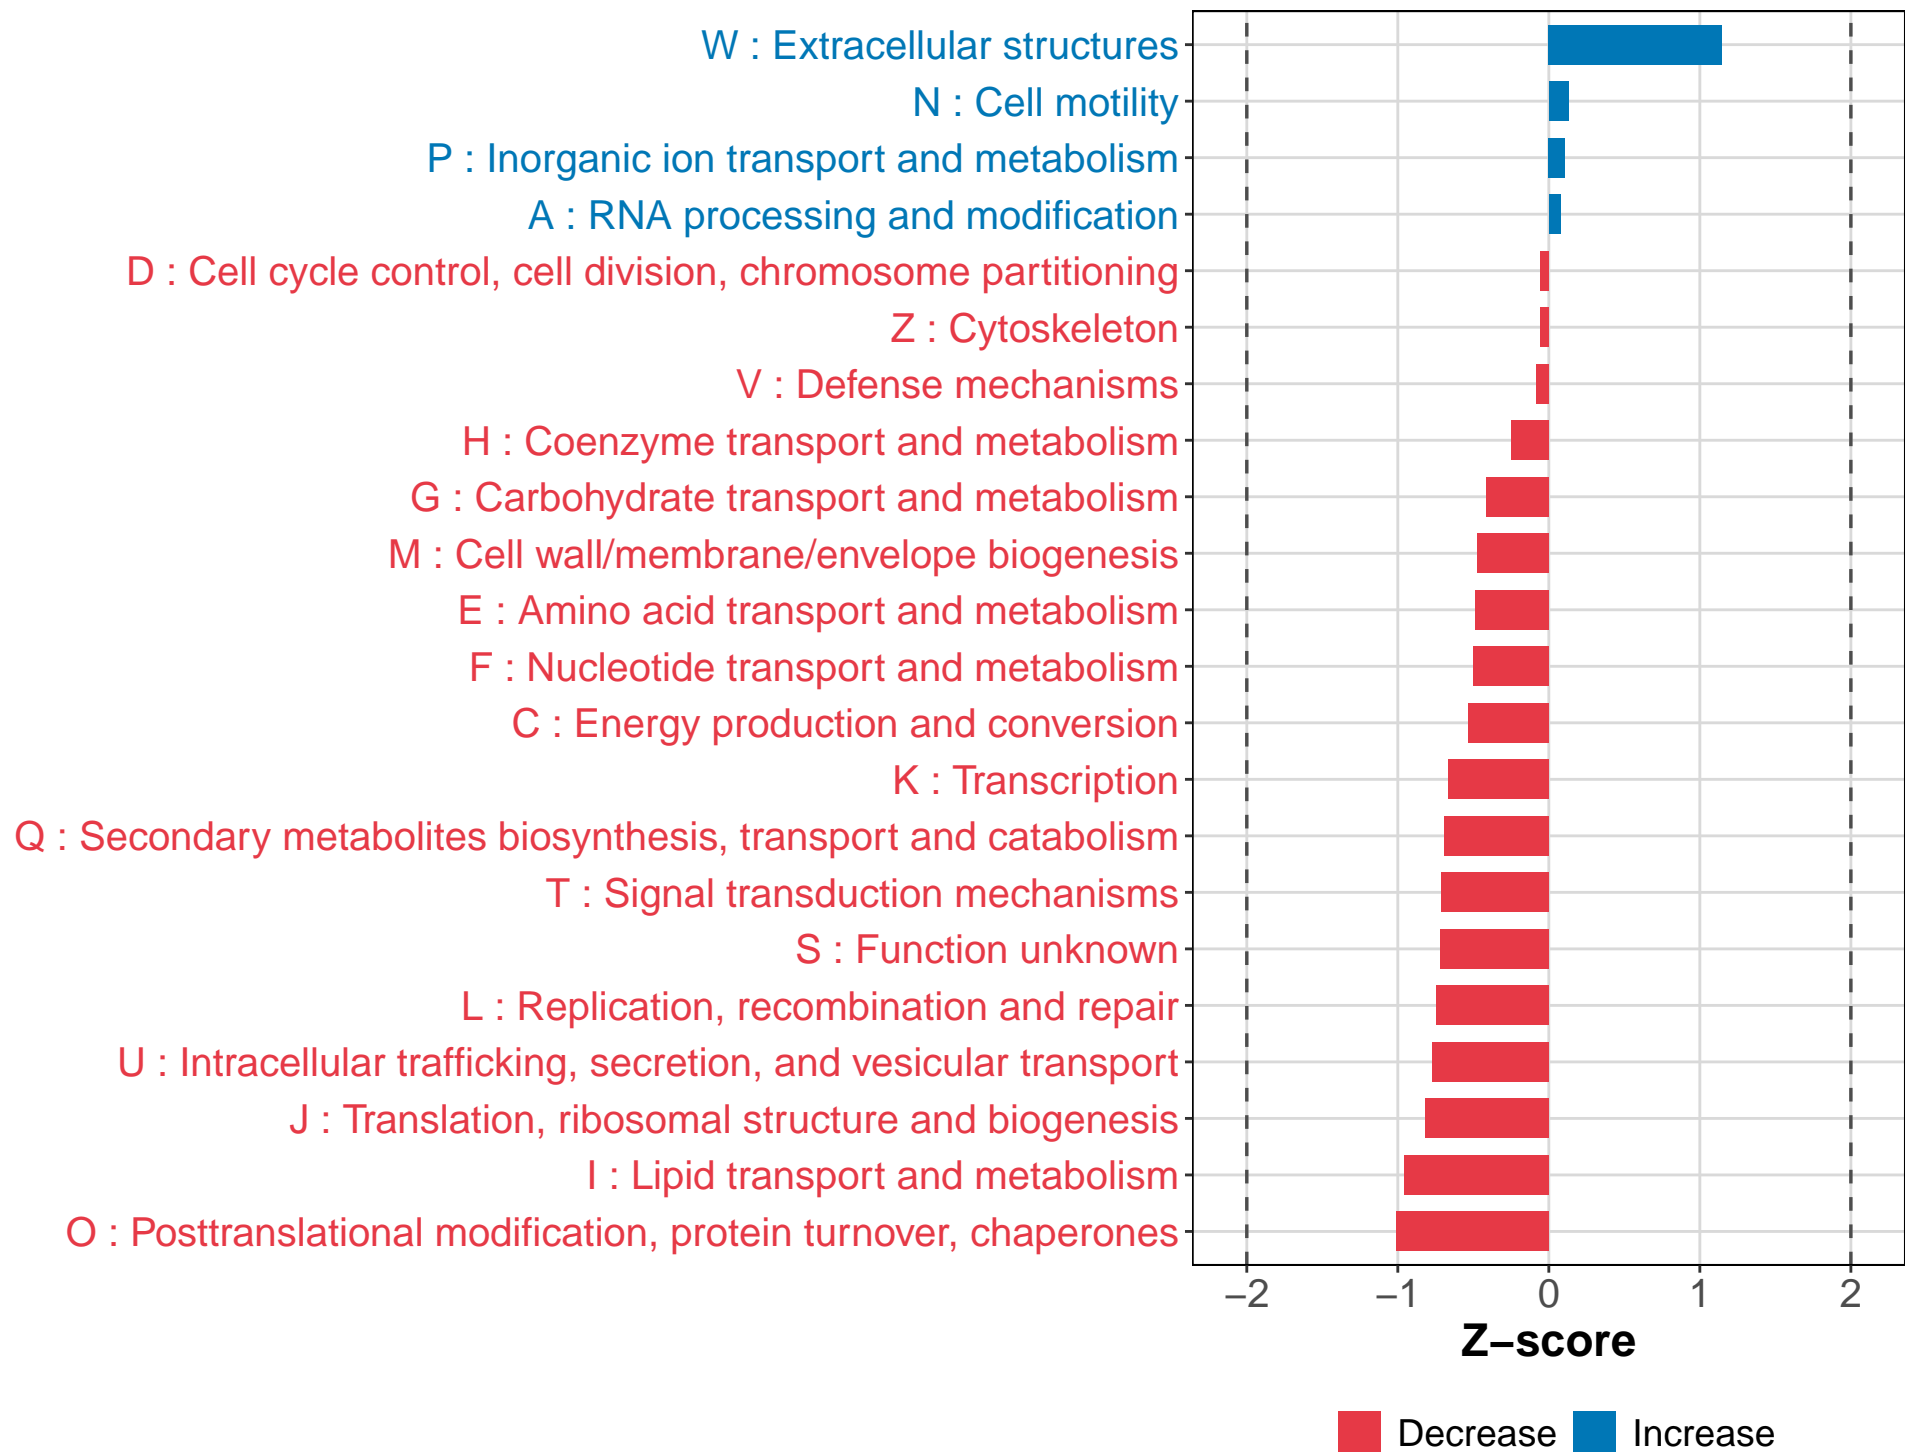 W : Extracellular structures
N : Cell motility
P : Inorganic ion transport and metabolism
A : RNA processing and modification
D : Cell cycle control, cell division, chromosome partitioning
Z : Cytoskeleton
V : Defense mechanisms
H : Coenzyme transport and metabolism
G : Carbohydrate transport and metabolism
M : Cell wall/membrane/envelope biogenesis
E : Amino acid transport and metabolism
F : Nucleotide transport and metabolism
C : Energy production and conversion
K : Transcription
Q : Secondary metabolites biosynthesis, transport and catabolism
T : Signal transduction mechanisms
S : Function unknown
L : Replication, recombination and repair
U : Intracellular trafficking, secretion, and vesicular transport
J : Translation, ribosomal structure and biogenesis
I : Lipid transport and metabolism
O : Posttranslational modification, protein turnover, chaperones
−2 −1 0 1 2
Z−score
Decrease Increase